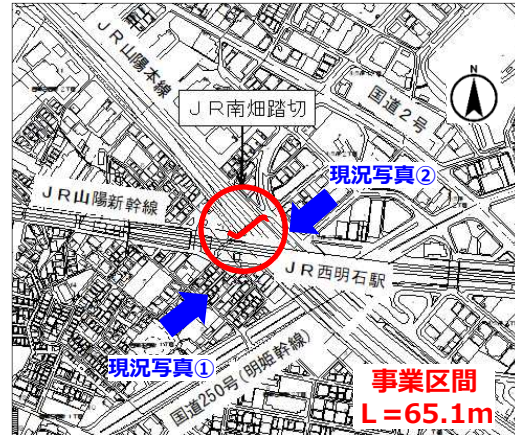 JR山陽本線
国道2号
N
JR南畑踏切
現況写真②
JR山陽新幹線
JR西明石駅
現況写真①
国道250号(明姫幹線)
事業区間
L=65.1m